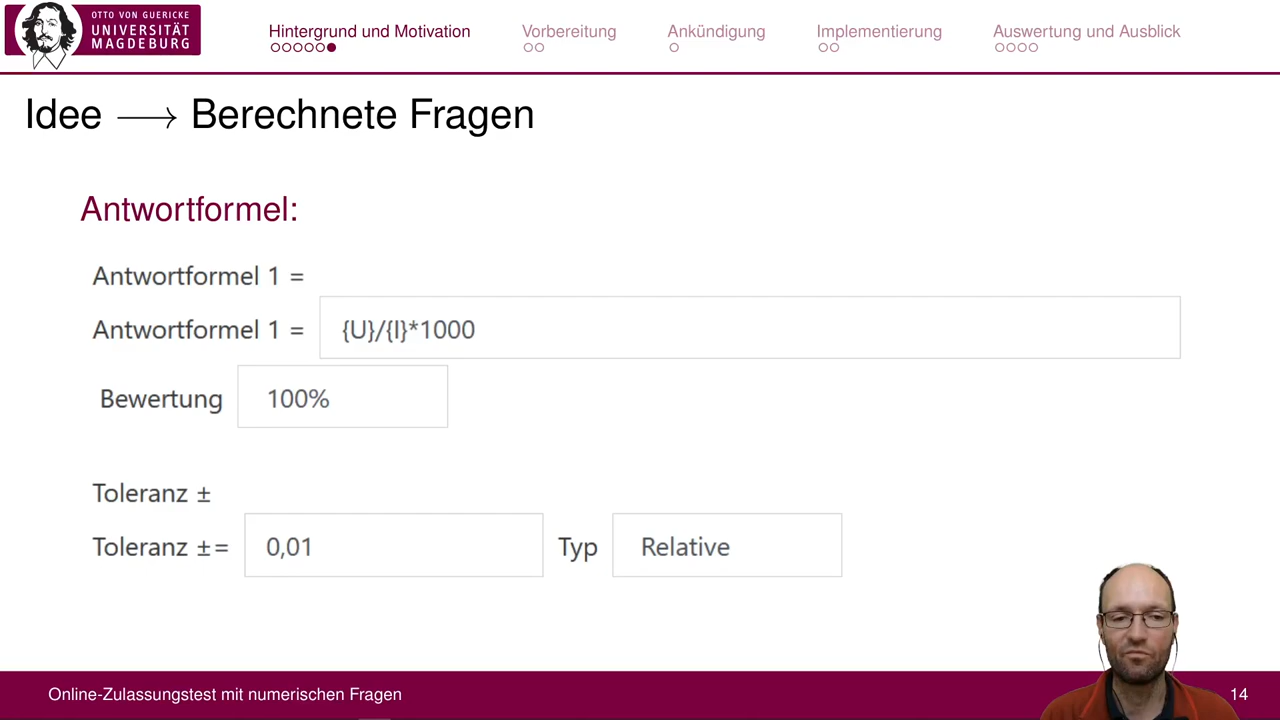 OTTO VON GUERICKE
UNIVERSITÄT
MAGDEBURG
Hintergrund und Motivation
Vorbereitung
Ankündigung
Implementierung
Auswertung und Ausblick
Idee → Berechnete Fragen
Antwortformel:
Antwortformel 1 =
Antwortformel 1 = {U}/{I}*1000
Bewertung 100%
Toleranz ±
Toleranz ±= 0,01 Typ Relative
Online-Zulassungstest mit numerischen Fragen
14